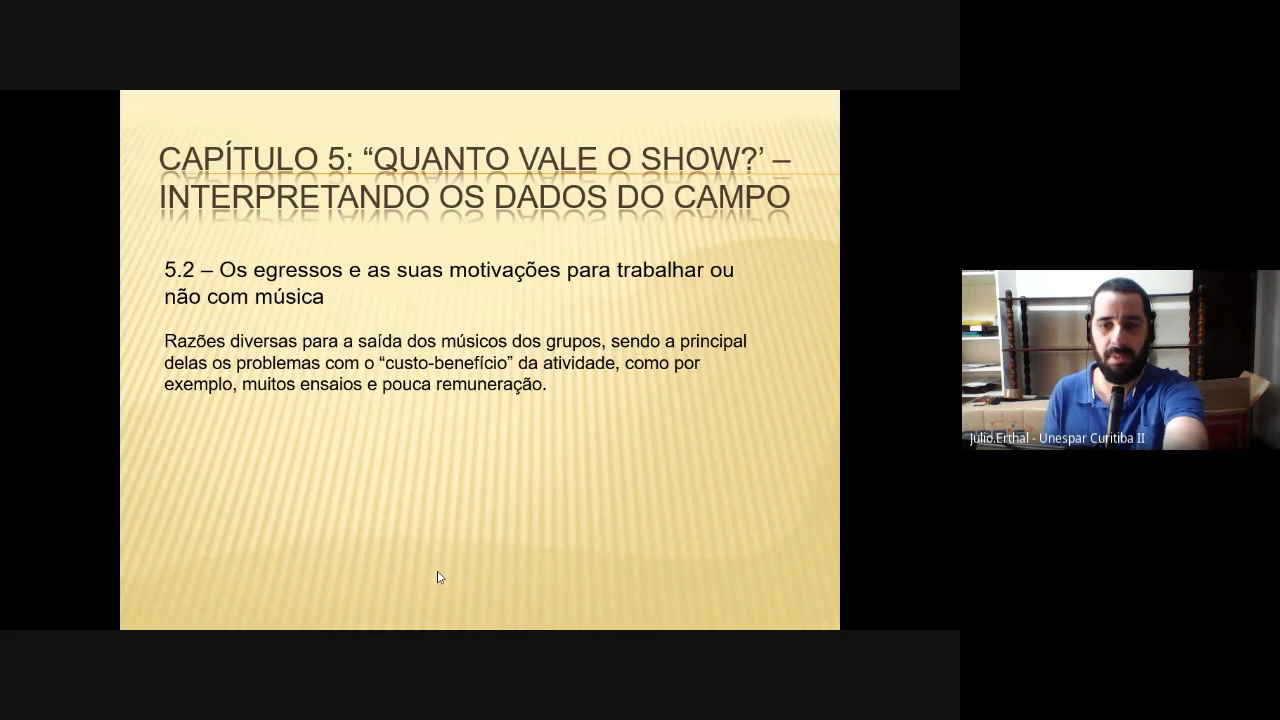 CAPÍTULO 5: “QUANTO VALE O SHOW?’ –
INTERPRETANDO OS DADOS DO CAMPO
5.2 – Os egressos e as suas motivações para trabalhar ou
não com música
Razões diversas para a saída dos músicos dos grupos, sendo a principal
delas os problemas com o “custo-benefício” da atividade, como por
exemplo, muitos ensaios e pouca remuneração.
Julio.Erthal - Unespar Curitiba II